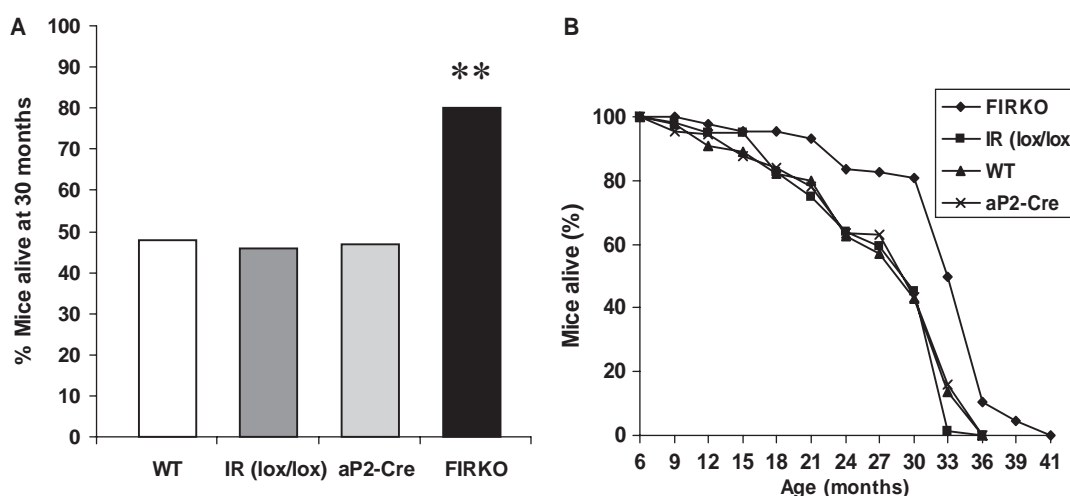 A
% Mice alive at 30 months
100
90
80
70
60
50
40
30
20
10
0
**
WT
IR (lox/lox)
aP2-Cre
FIRKO
B
Mice alive (%)
100
80
60
40
20
0
6 9 12 15 18 21 24 27 30 33 36 39 41
Age (months)
FIRKO
IR (lox/lox
WT
aP2-Cre